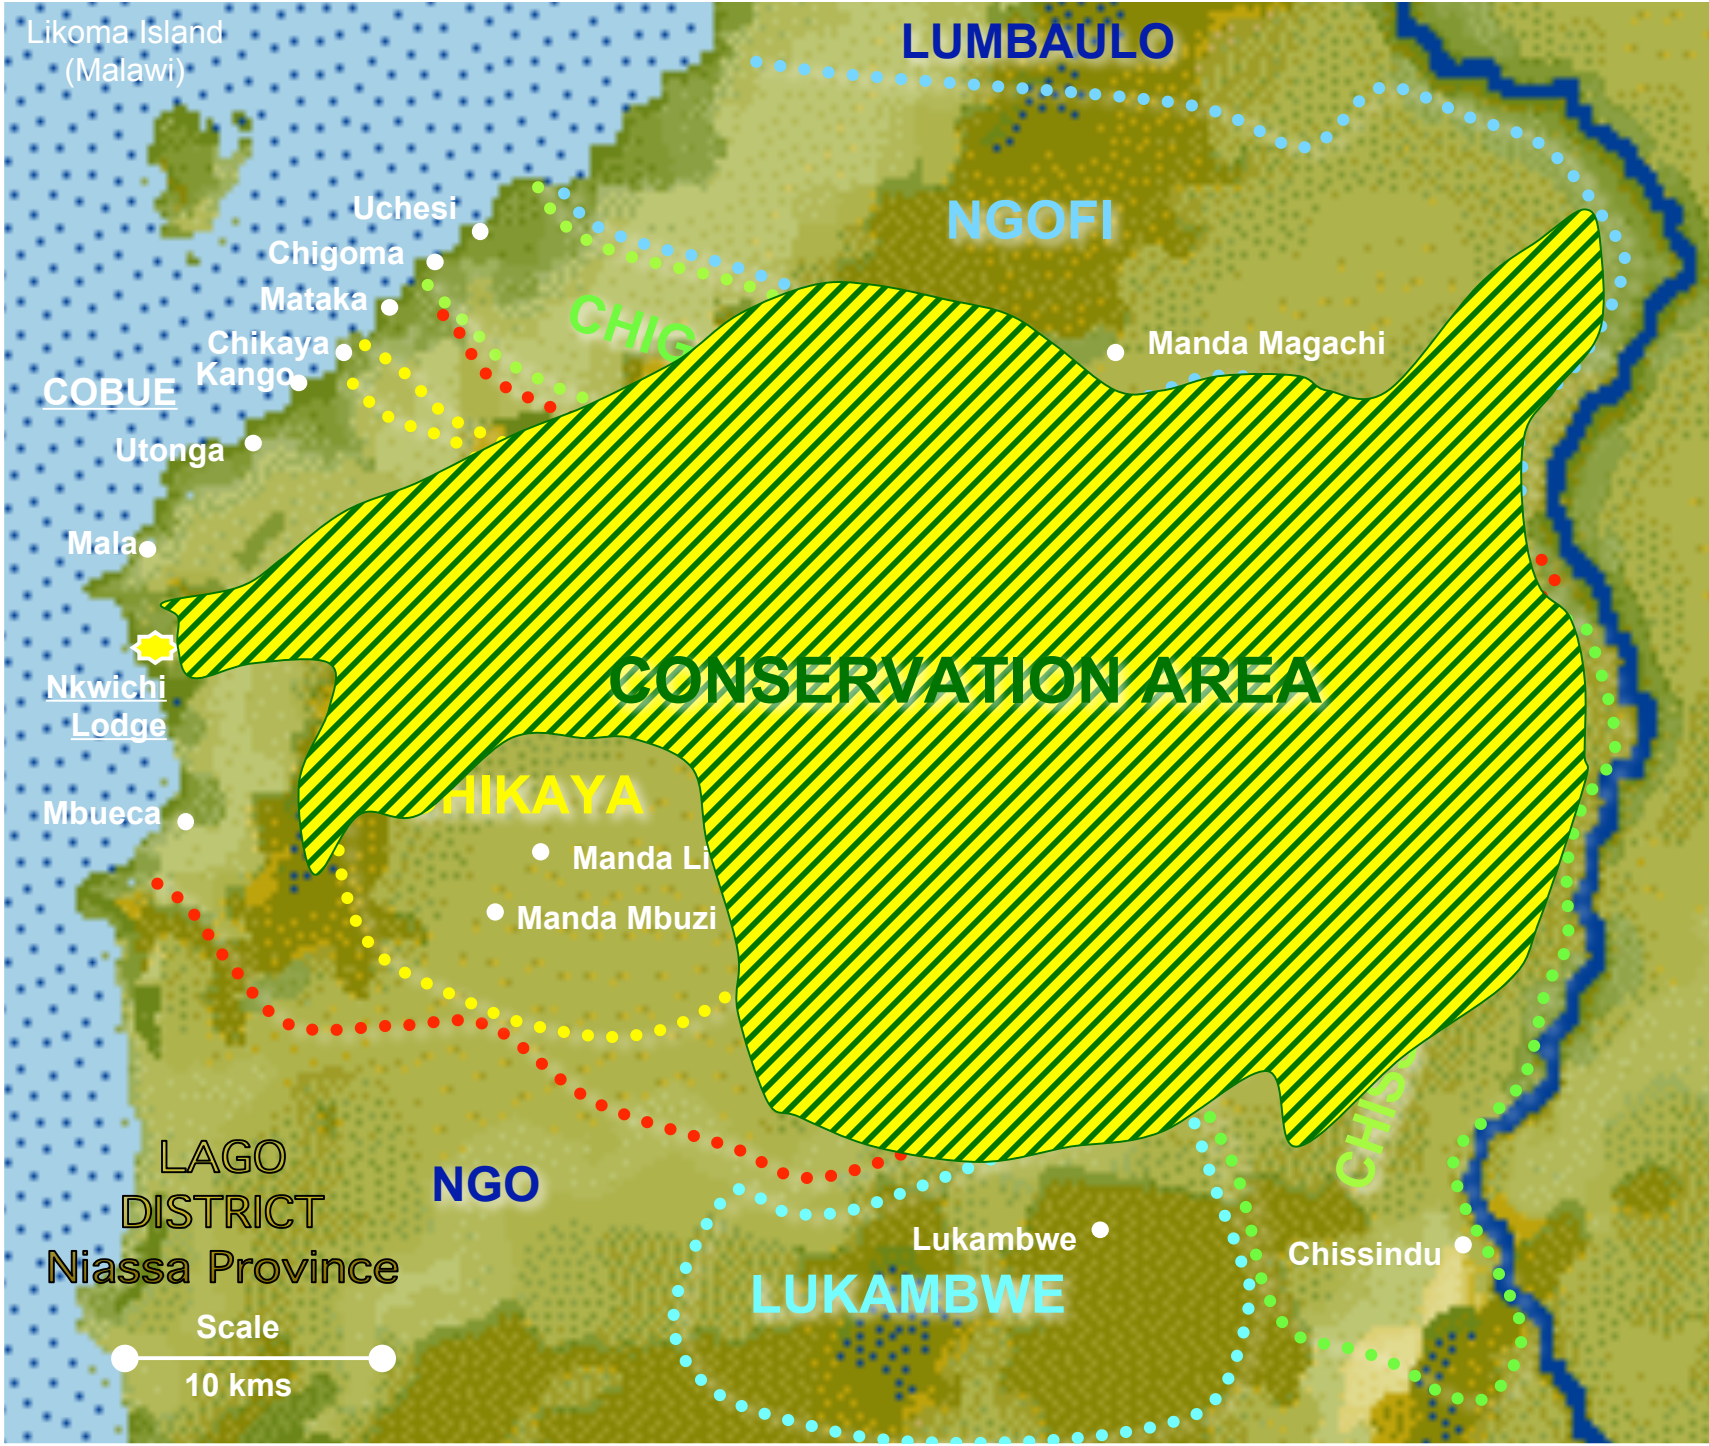 Likoma Island
(Malawi)
LUMBAULO
Uchesi
NGOFI
Chigoma
Mataka
CHIG
Chikaya
Manda Magachi
Kango
COBUE
Utonga
Mala
CONSERVATION AREA
Nkwichi
Lodge
HIKAYA
Mbueca
Manda Li
Manda Mbuzi
CHIS
LAGO
DISTRICT
Niassa Province
NGO
Lukambwe
Chissindu
LUKAMBWE
Scale
10 kms